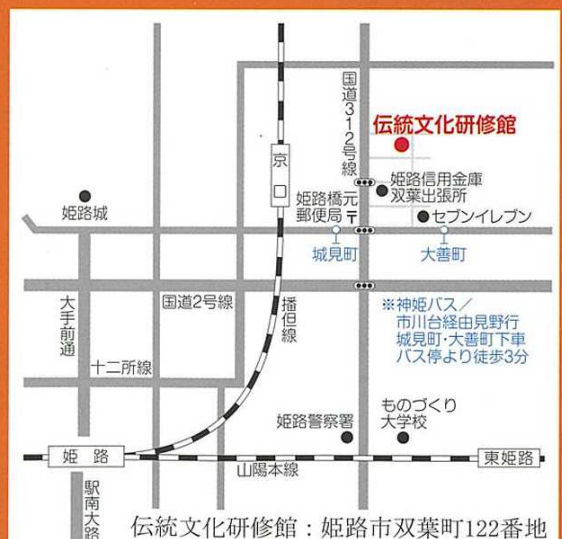 国道312号線
伝統文化研修館
京口
姫路信用金庫
双葉出張所
姫路橋元
郵便局〒
セブンイレブン
姫路城
城見町
大善町
国道2号線
播但線
大手前通
※神姫バス／
市川台経由見野行
城見町・大善町下車
バス停より徒歩3分
十二所線
ものづくり
大学校
姫路警察署
姫路
東姫路
山陽本線
駅南大路
伝統文化研修館：姫路市双葉町122番地